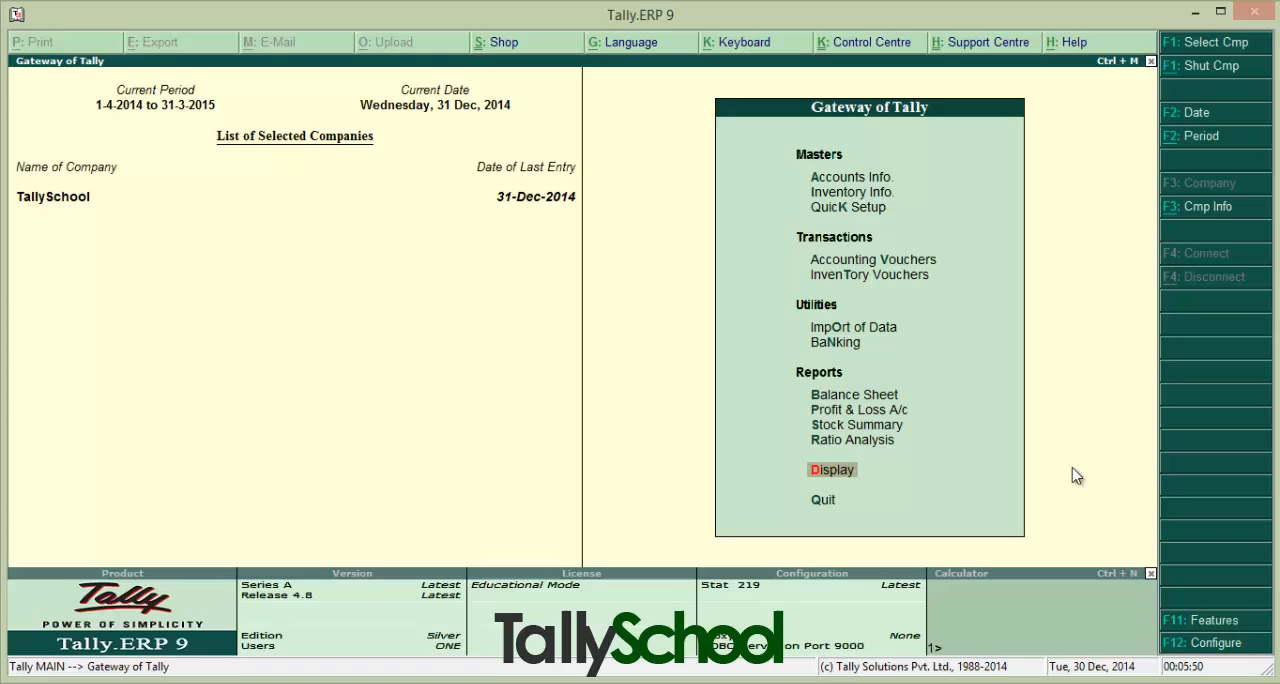 Tally.ERP 9
P: Print
E: Export
M: E-Mail
O: Upload
S: Shop
G: Language
K: Keyboard
K: Control Centre
H: Support Centre
H: Help
Gateway of Tally
Ctrl + M
Current Period
1-4-2014 to 31-3-2015
Current Date
Wednesday, 31 Dec, 2014
List of Selected Companies
Name of Company
Date of Last Entry
TallySchool
31-Dec-2014
Gateway of Tally
Masters
Accounts Info.
Inventory Info.
QuicK Setup
Transactions
Accounting Vouchers
InvenTory Vouchers
Utilities
ImpOrt of Data
BaNking
Reports
Balance Sheet
Profit & Loss A/c
Stock Summary
Ratio Analysis
Display
Quit
F1: Select Cmp
F1: Shut Cmp
F2: Date
F2: Period
F3: Company
F3: Cmp Info
F4: Connect
F4: Disconnect
F11: Features
F12: Configure
Product
Tally
POWER OF SIMPLICITY
Tally.ERP 9
Version
Series A Latest
Release 4.8 Latest
Edition Silver
Users ONE
License
Educational Mode
Configuration
Stat 219 Latest
None
on Port 9000
Calculator
Ctrl + N
1>
TallySchool
Tally MAIN --> Gateway of Tally
(c) Tally Solutions Pvt. Ltd., 1988-2014
Tue, 30 Dec, 2014
00:05:50